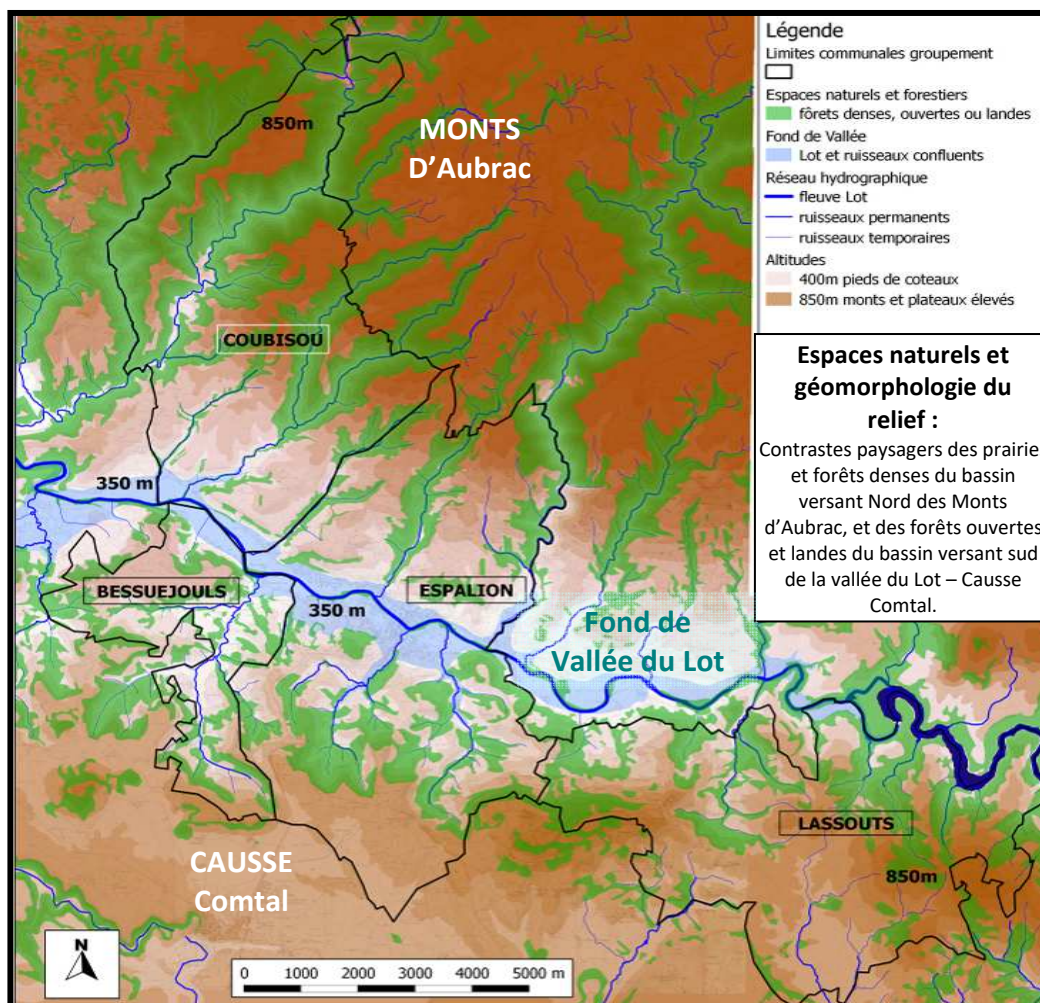 Légende
Limites communales groupement
Espaces naturels et forestiers
fôrets denses, ouvertes ou landes
Fond de Vallée
Lot et ruisseaux confluents
Réseau hydrographique
fleuve Lot
ruisseaux permanents
ruisseaux temporaires
Altitudes
400m pieds de coteaux
850m monts et plateaux élevés
Espaces naturels et
géomorphologie du
relief :
Contrastes paysagers des prairie
et forêts denses du bassin
versant Nord des Monts
d'Aubrac, et des forêts ouvertes
et landes du bassin versant sud
de la vallée du Lot – Causse
Comtal.
850m
MONTS
D'Aubrac
COUBISOU
350 m
BESSUEJOULS
350 m
ESPALION
Fond de
Vallée du Lot
LASSOUTS
850m
CAUSSE
Comtal
N
0 1000 2000 3000 4000 5000 m